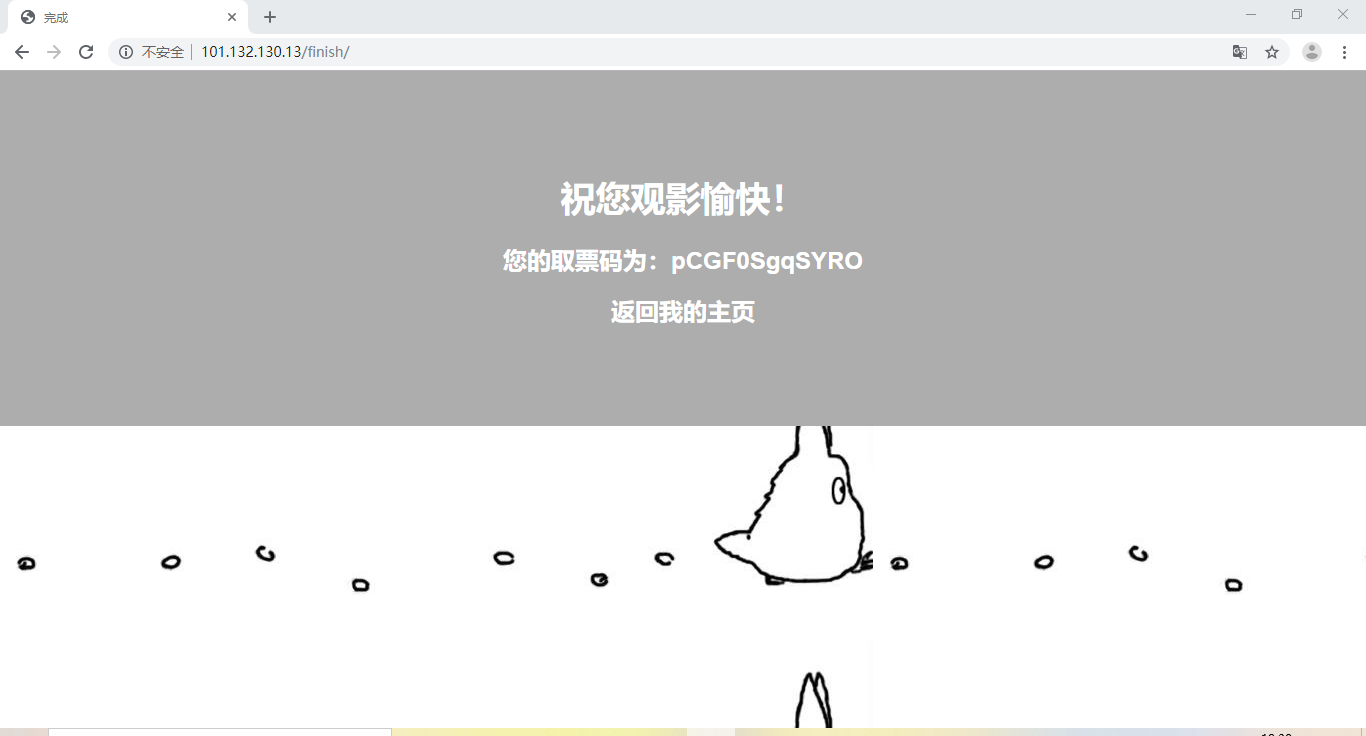 完成
不安全
101.132.130.13/finish/
祝您观影愉快！
您的取票码为：pCGF0SgqSYRO
返回我的主页